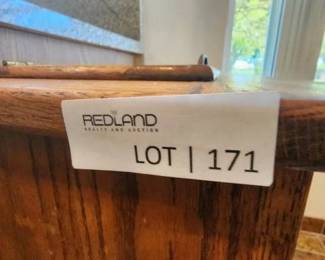 REDLAND
REALTY AND AUCTION
LOT | 171